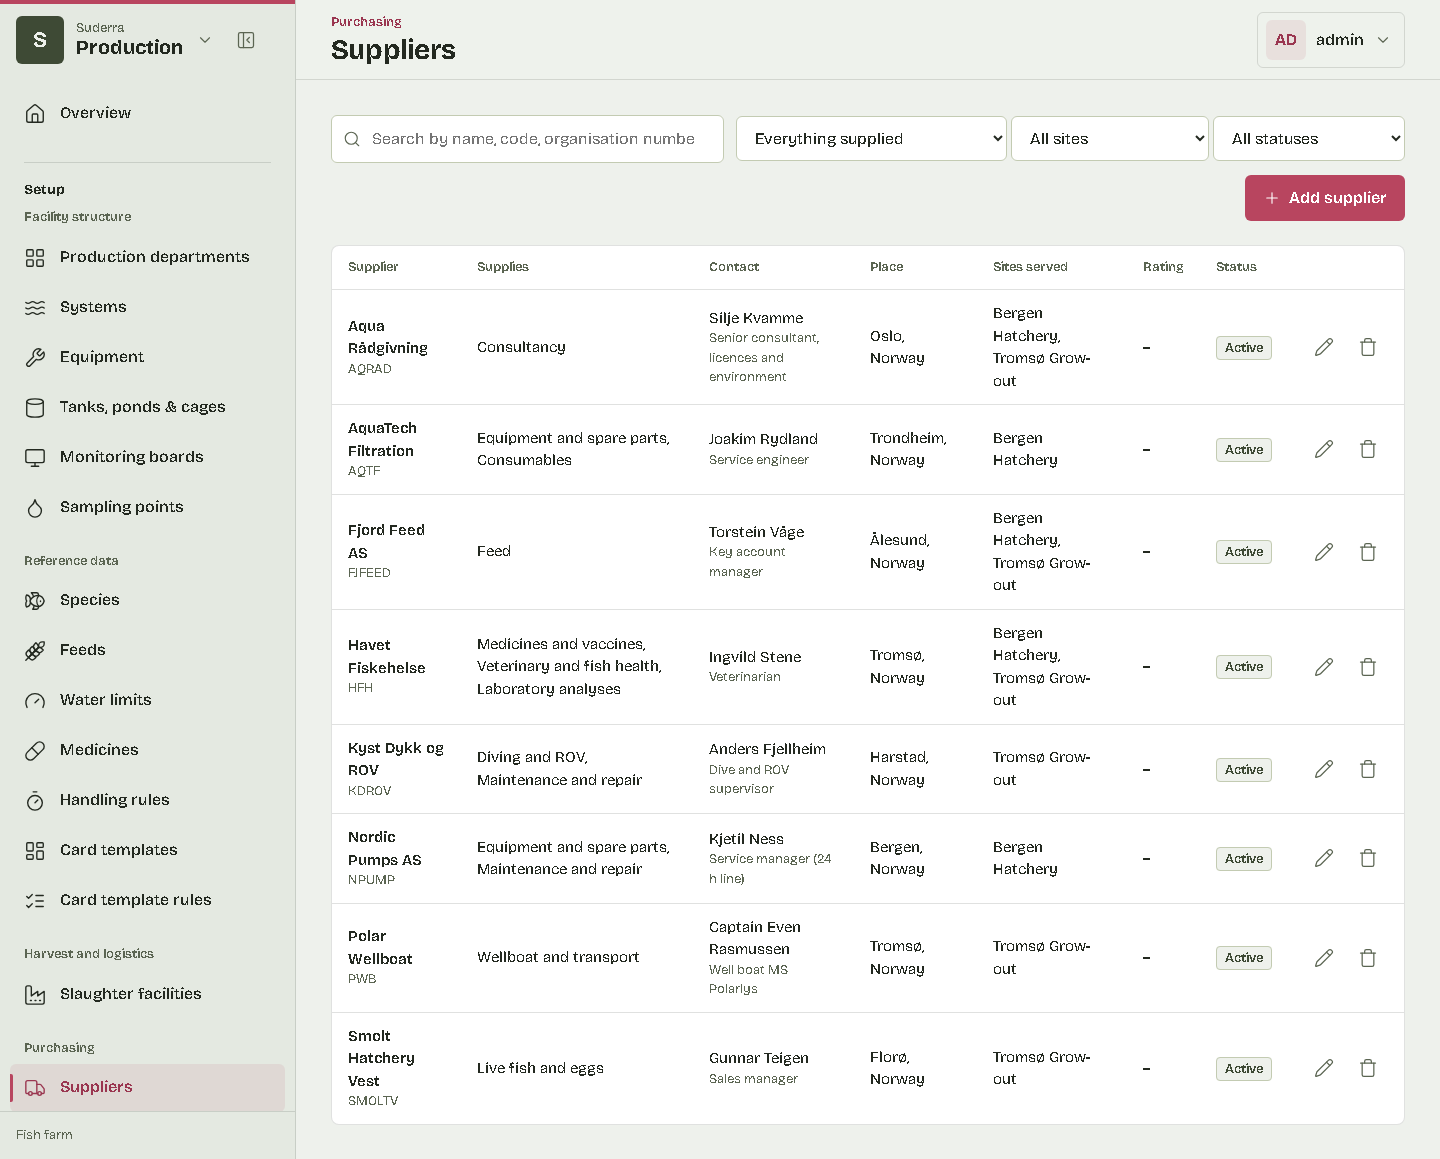 S
Suderra
Production
Overview
Setup
Facility structure
Production departments
Systems
Equipment
Tanks, ponds & cages
Monitoring boards
Sampling points
Reference data
Species
Feeds
Water limits
Medicines
Handling rules
Card templates
Card template rules
Harvest and logistics
Slaughter facilities
Purchasing
Suppliers
Fish farm
Purchasing
Suppliers
AD admin
Search by name, code, organisation numbe
Everything supplied
All sites
All statuses
Add supplier
Supplier Supplies Contact Place Sites served Rating Status
Aqua
Rådgivning
AQRAD
Consultancy
Silje Kvamme
Senior consultant,
licences and
environment
Oslo,
Norway
Bergen
Hatchery,
Tromsø Grow-
out
–
Active
AquaTech
Filtration
AQTF
Equipment and spare parts,
Consumables
Joakim Rydland
Service engineer
Trondheim,
Norway
Bergen
Hatchery
–
Active
Fjord Feed
AS
FJFEED
Feed
Torstein Våge
Key account
manager
Ålesund,
Norway
Bergen
Hatchery,
Tromsø Grow-
out
–
Active
Havet
Fiskehelse
HFH
Medicines and vaccines,
Veterinary and fish health,
Laboratory analyses
Ingvild Stene
Veterinarian
Tromsø,
Norway
Bergen
Hatchery,
Tromsø Grow-
out
–
Active
Kyst Dykk og
ROV
KDROV
Diving and ROV,
Maintenance and repair
Anders Fjellheim
Dive and ROV
supervisor
Harstad,
Norway
Tromsø Grow-
out
–
Active
Nordic
Pumps AS
NPUMP
Equipment and spare parts,
Maintenance and repair
Kjetil Ness
Service manager (24
h line)
Bergen,
Norway
Bergen
Hatchery
–
Active
Polar
Wellboat
PWB
Wellboat and transport
Captain Even
Rasmussen
Well boat MS
Polarlys
Tromsø,
Norway
Tromsø Grow-
out
–
Active
Smolt
Hatchery
Vest
SMOLTV
Live fish and eggs
Gunnar Teigen
Sales manager
Florø,
Norway
Tromsø Grow-
out
–
Active